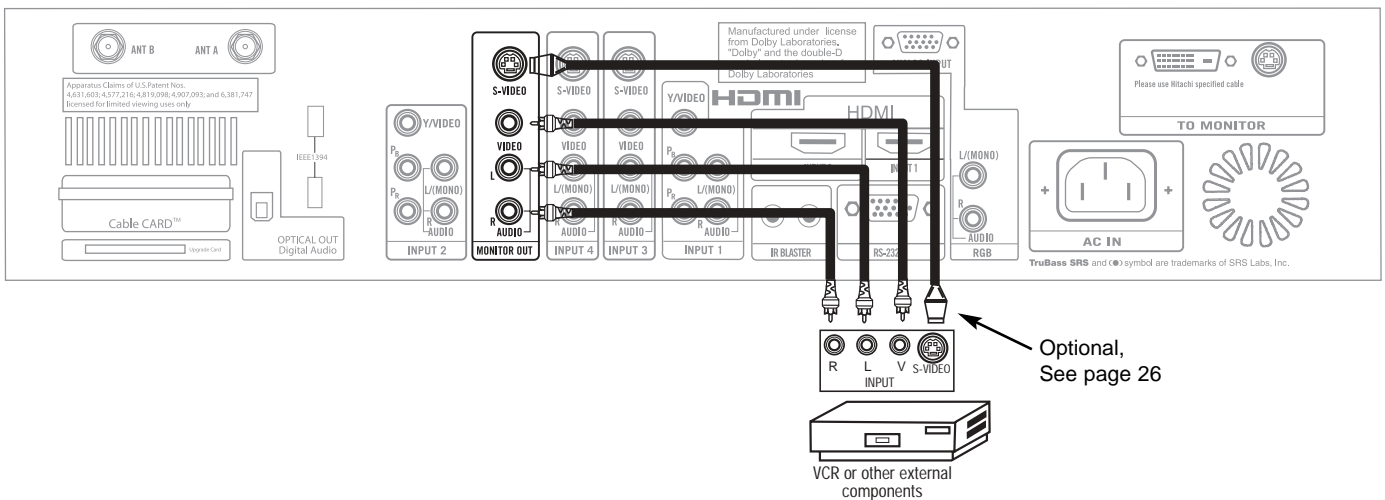 ANT B
ANT A
Apparatus Claims of U.S.Patent Nos.
4,631,603; 4,577,216; 4,819,098; 4,907,093; and 6,381,747
licensed for limited viewing uses only
IEEE1394
Cable CARD™
Upgrade Card
OPTICAL OUT
Digital Audio
Y/VIDEO
PR
PR
L/(MONO)
R
AUDIO
INPUT 2
S-VIDEO
VIDEO
L
R
AUDIO
MONITOR OUT
S-VIDEO
VIDEO
L/(MONO)
R
AUDIO
INPUT 4
S-VIDEO
VIDEO
L/(MONO)
R
AUDIO
INPUT 3
Y/VIDEO
PR
PR
L/(MONO)
R
AUDIO
INPUT 1
Manufactured under license
from Dolby Laboratories.
"Dolby" and the double-D
Dolby Laboratories
HDMI
HDMI
INPUT 1
IR BLASTER
RS-232
L/(MONO)
R
AUDIO
RGB
AC IN
Please use Hitachi specified cable
TO MONITOR
TruBass SRS and (●) symbol are trademarks of SRS Labs, Inc.
R L V S-VIDEO
INPUT
Optional,
See page 26
VCR or other external
components